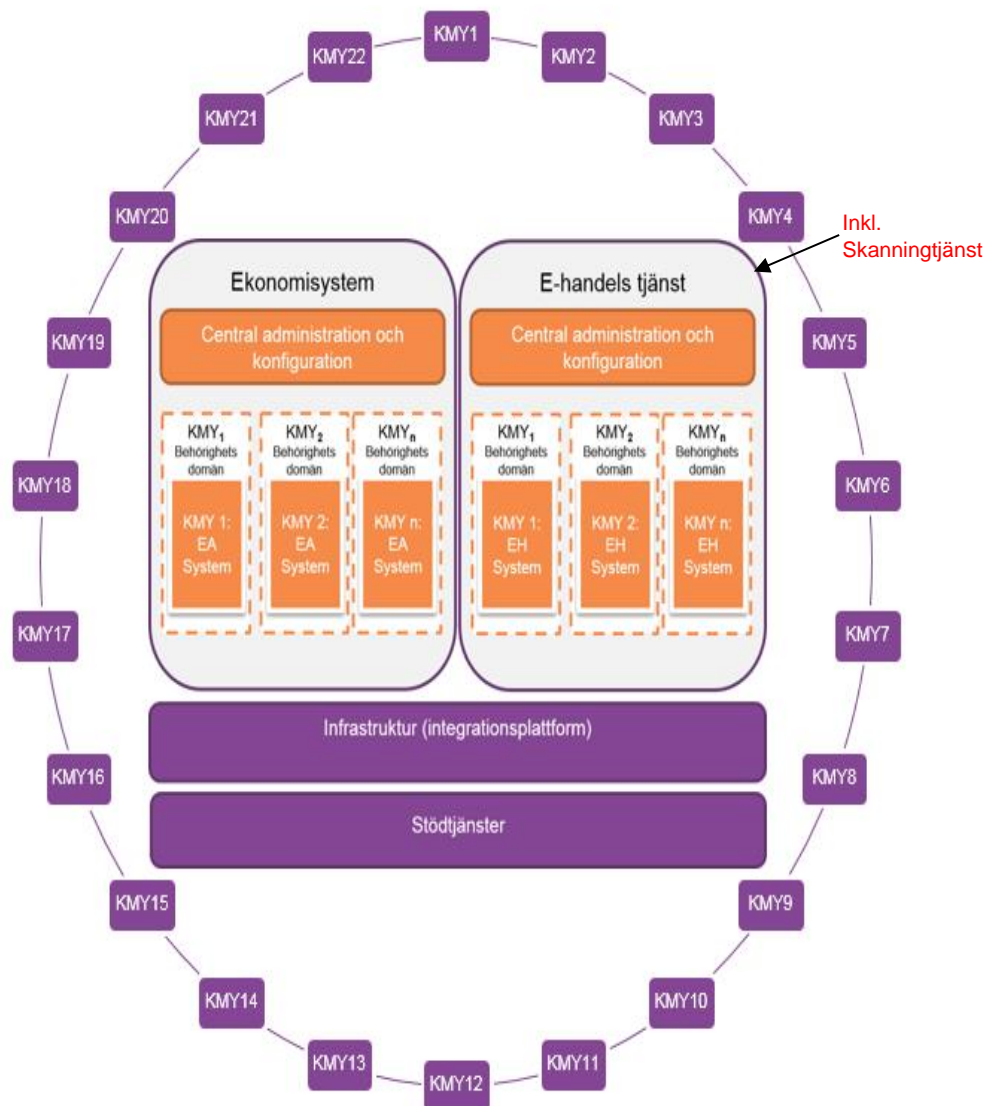 KMY1
KMY22
KMY2
KMY21
KMY3
KMY20
KMY4
Inkl.
Skanningtjänst
Ekonomisystem
E-handels tjänst
Central administration och
konfiguration
Central administration och
konfiguration
KMY19
KMY5
KMY1
Behörighets
domän
KMY2
Behörighets
domän
KMYn
Behörighets
domän
KMY1
Behörighets
domän
KMY2
Behörighets
domän
KMYn
Behörighets
domän
KMY18
KMY6
KMY 1:
EA
System
KMY 2:
EA
System
KMY n:
EA
System
KMY 1:
EH
System
KMY 2:
EH
System
KMY n:
EH
System
KMY17
KMY7
Infrastruktur (integrationsplattform)
KMY16
KMY8
Stödtjänster
KMY15
KMY9
KMY14
KMY10
KMY13
KMY11
KMY12